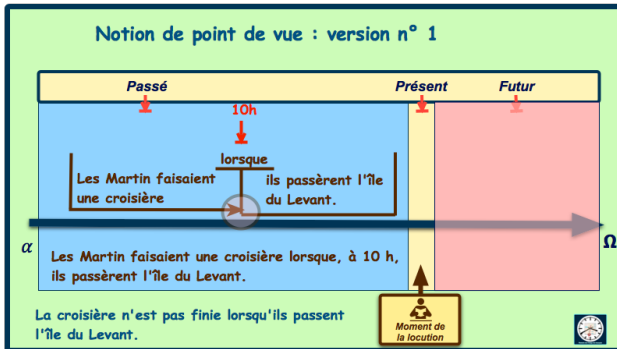 Notion de point de vue : version n° 1
Passé
Présent
Futur
10h
lorsque
Les Martin faisaient
une croisière
ils passèrent l'île
du Levant.
α
Ω
Les Martin faisaient une croisière lorsque, à 10 h,
ils passèrent l'île du Levant.
La croisière n'est pas finie lorsqu'ils passent
l'île du Levant.
Moment de
la locution